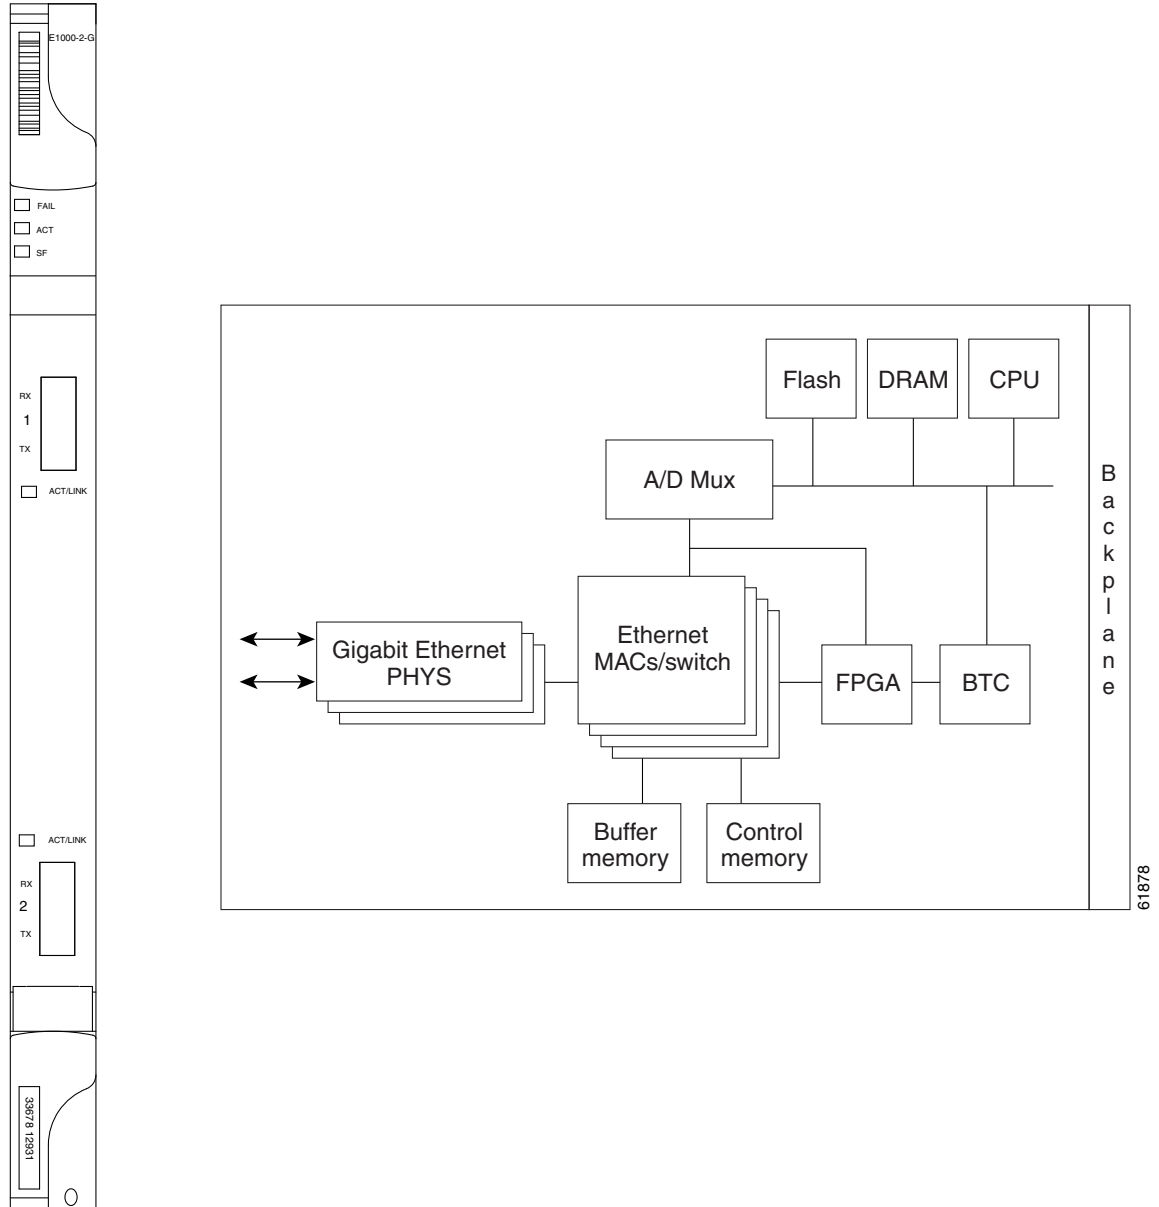 E1000-2-G
FAIL
ACT
SF
RX
1
TX
ACT/LINK
ACT/LINK
RX
2
TX
33678 12931
Flash
DRAM
CPU
A/D Mux
Ethernet
MACs/switch
Gigabit Ethernet
PHYS
FPGA
BTC
Buffer
memory
Control
memory
Backplane
61878